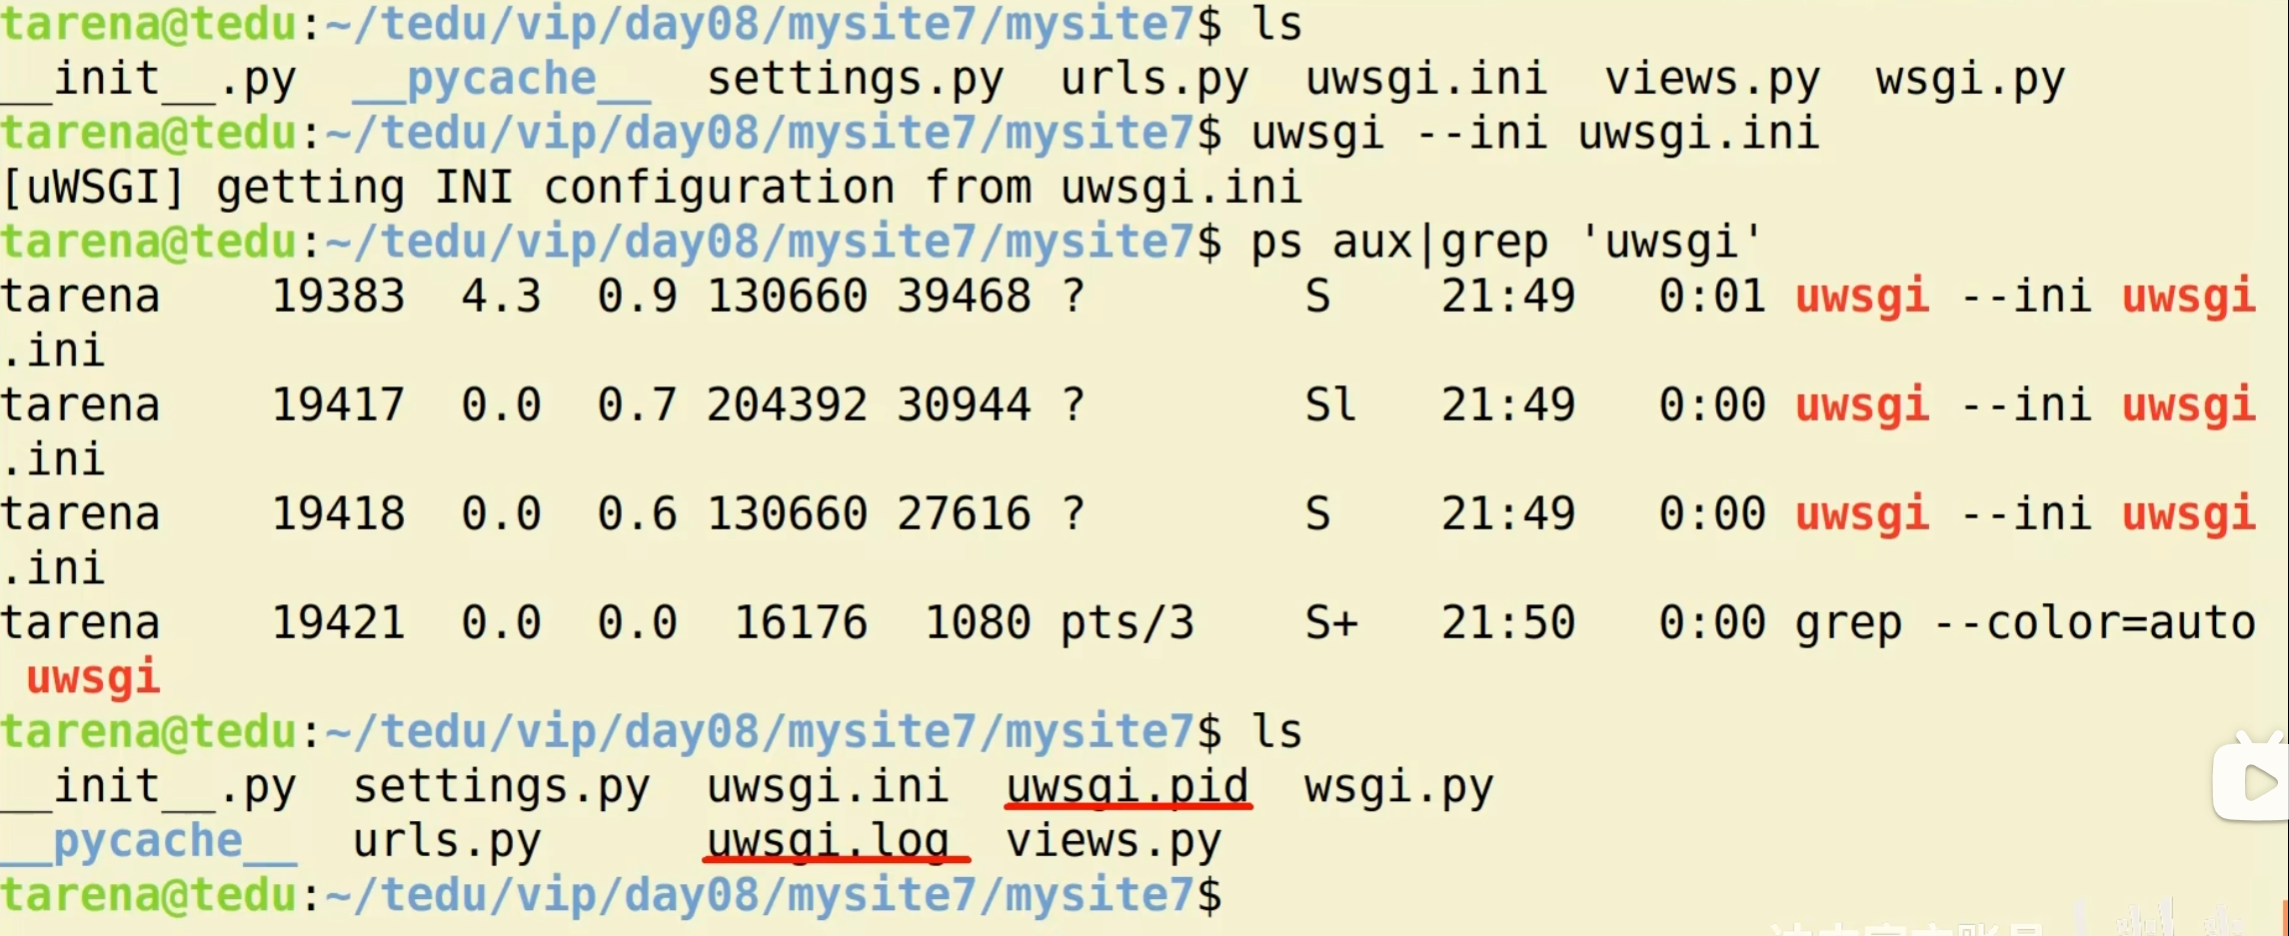 tarena@tedu:~/tedu/vip/day08/mysite7/mysite7$ ls
__init__.py  __pycache__  settings.py  urls.py  uwsgi.ini  views.py  wsgi.py
tarena@tedu:~/tedu/vip/day08/mysite7/mysite7$ uwsgi --ini uwsgi.ini
[uWSGI] getting INI configuration from uwsgi.ini
tarena@tedu:~/tedu/vip/day08/mysite7/mysite7$ ps aux|grep 'uwsgi'
tarena    19383  4.3  0.9 130660 39468 ?        S    21:49   0:01 uwsgi --ini uwsgi
.ini
tarena    19417  0.0  0.7 204392 30944 ?        Sl   21:49   0:00 uwsgi --ini uwsgi
.ini
tarena    19418  0.0  0.6 130660 27616 ?        S    21:49   0:00 uwsgi --ini uwsgi
.ini
tarena    19421  0.0  0.0  16176  1080 pts/3    S+   21:50   0:00 grep --color=auto
 uwsgi
tarena@tedu:~/tedu/vip/day08/mysite7/mysite7$ ls
__init__.py  settings.py  uwsgi.ini  uwsgi.pid  wsgi.py
__pycache__  urls.py      uwsgi.log  views.py
tarena@tedu:~/tedu/vip/day08/mysite7/mysite7$